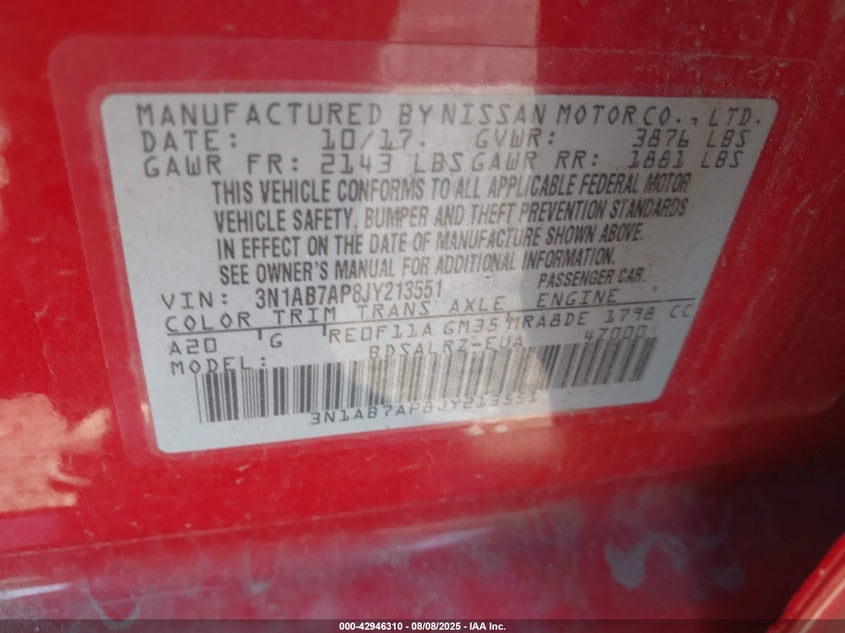 MANUFACTURED BY NISSAN MOTOR CO., LTD.
DATE: 10/17. GVWR: 3876 LBS
GAWR FR: 2143 LBS GAWR RR: 1881 LBS
THIS VEHICLE CONFORMS TO ALL APPLICABLE FEDERAL MOTOR
VEHICLE SAFETY, BUMPER AND THEFT PREVENTION STANDARDS
IN EFFECT ON THE DATE OF MANUFACTURE SHOWN ABOVE.
SEE OWNER'S MANUAL FOR ADDITIONAL INFORMATION.
VIN: 3N1AB7AP8JY213551 PASSENGER CAR.
COLOR TRIM TRANS AXLE ENGINE
A20 G RE0F11A GM35 MRA8DE 1798 CC
MODEL: BDSALRZ-EUA 47000
3N1AB7AP8JY213551
000-42946310 - 08/08/2025 - IAA Inc.